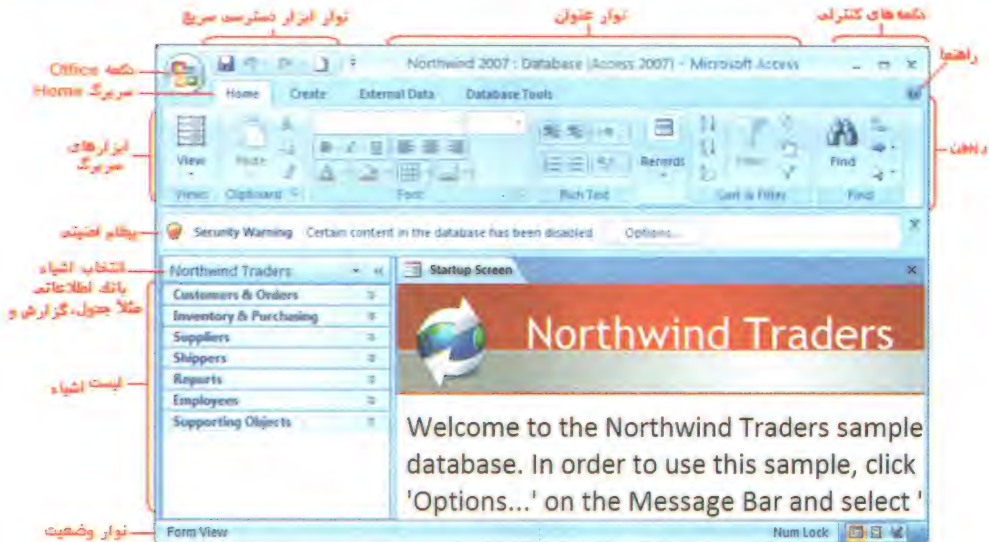 نوار ابزار دسترسی سریع
نوار عنوان
دکمه های کنترلی
راهنما
دکمه Office
سربرگ Home
ابزارهای
سربرگ
پیغام امنیتی
انتخاب اشیاء
بانک اطلاعاتی
مثلاً جدول، گزارش و
لیست اشیاء
نوار وضعیت
Northwind 2007 : Database (Access 2007) - Microsoft Access
Home Create External Data Database Tools
View Paste Records Filter Find
Views Clipboard Font Rich Text Sort & Filter Find
Security Warning Certain content in the database has been disabled Options...
Northwind Traders
Customers & Orders
Inventory & Purchasing
Suppliers
Shippers
Reports
Employees
Supporting Objects
Startup Screen
Northwind Traders
Welcome to the Northwind Traders sample
database. In order to use this sample, click
'Options...' on the Message Bar and select '
Form View Num Lock